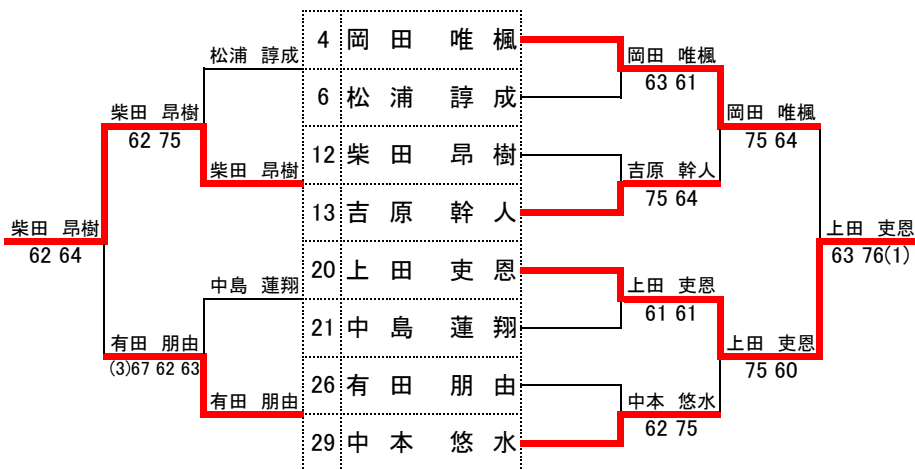 4 岡田 唯楓
6 松浦 諄成
12 柴田 昂樹
13 吉原 幹人
20 上田 吏恩
21 中島 蓮翔
26 有田 朋由
29 中本 悠水
松浦 諄成
柴田 昂樹
62 75
柴田 昂樹
柴田 昂樹
62 64
中島 蓮翔
有田 朋由
(3)67 62 63
有田 朋由
岡田 唯楓
63 61
岡田 唯楓
75 64
吉原 幹人
75 64
上田 吏恩
63 76(1)
上田 吏恩
61 61
上田 吏恩
75 60
中本 悠水
62 75